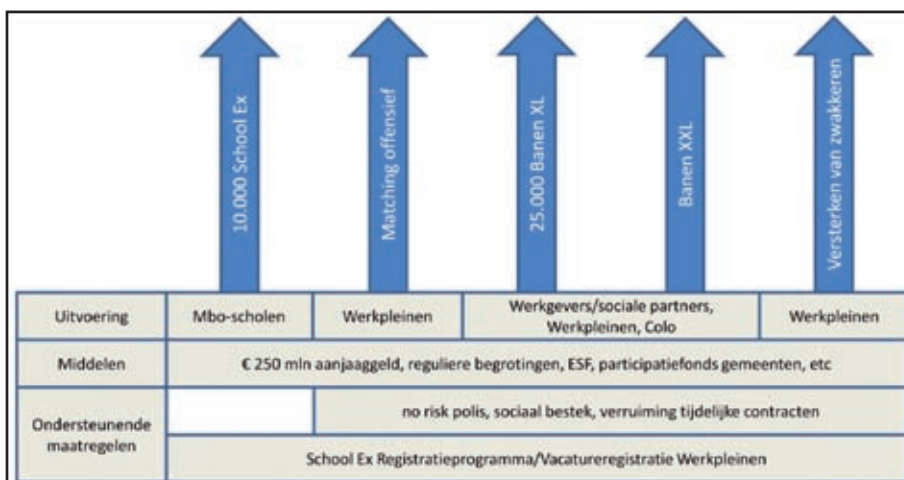 10.000 School Ex
Matching offensief
25.000 Banen XL
Banen XXL
Versterken van zwakkeren
Uitvoering
Mbo-scholen
Werkpleinen
Werkgevers/sociale partners,
Werkpleinen, Colo
Werkpleinen
Middelen
€ 250 mln aanjaaggeld, reguliere begrotingen, ESF, participatiefonds gemeenten, etc
Ondersteunende
maatregelen
no risk polis, sociaal bestek, verruiming tijdelijke contracten
School Ex Registratieprogramma/Vacatureregistratie Werkpleinen